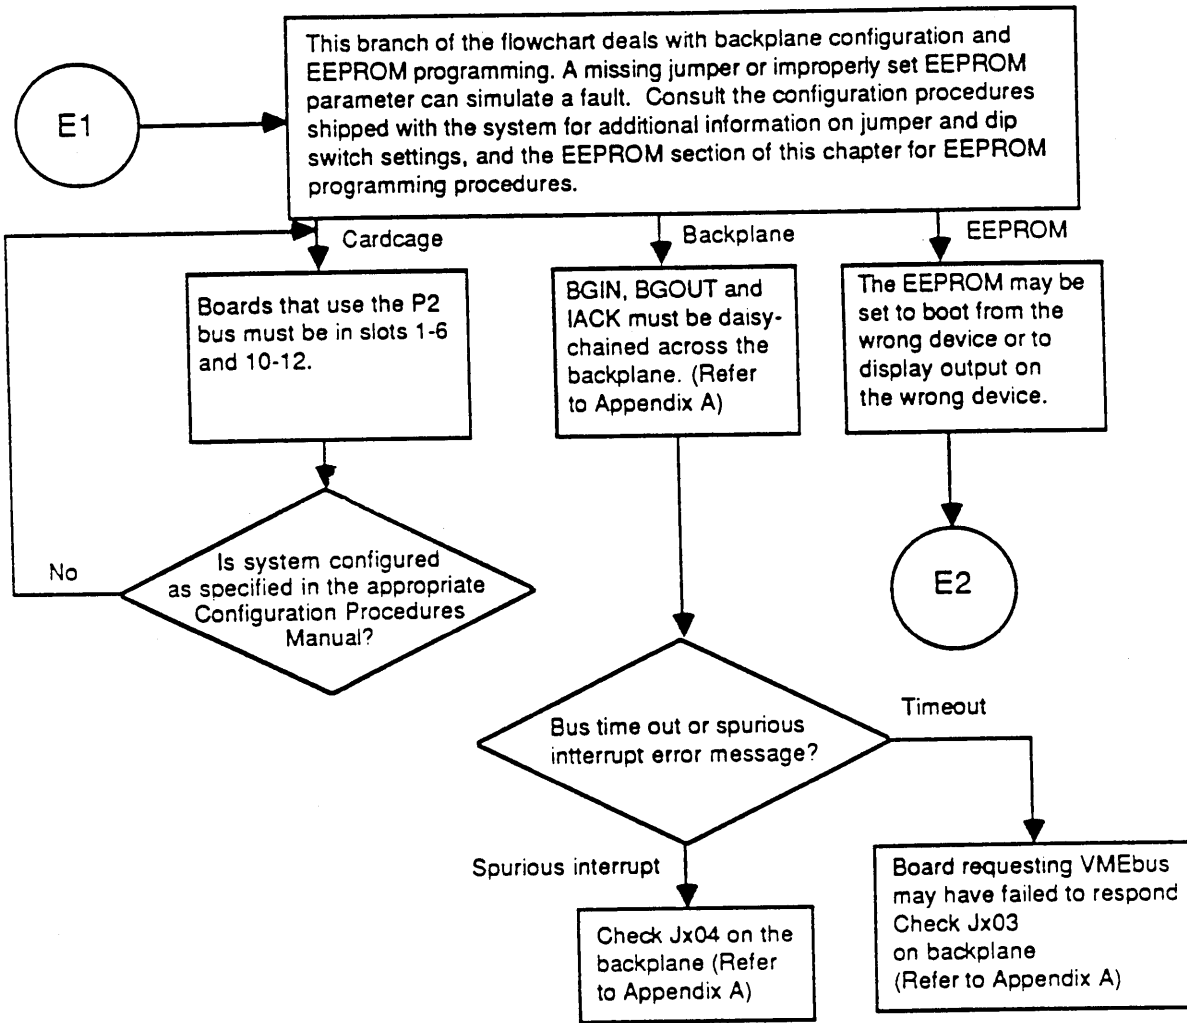 This branch of the flowchart deals with backplane configuration and
EEPROM programming. A missing jumper or improperly set EEPROM
parameter can simulate a fault. Consult the configuration procedures
shipped with the system for additional information on jumper and dip
switch settings, and the EEPROM section of this chapter for EEPROM
programming procedures.
E1
Cardcage
Backplane
EEPROM
Boards that use the P2
bus must be in slots 1-6
and 10-12.
BGIN, BGOUT and
IACK must be daisy-
chained across the
backplane. (Refer
to Appendix A)
The EEPROM may be
set to boot from the
wrong device or to
display output on
the wrong device.
No
Is system configured
as specified in the appropriate
Configuration Procedures
Manual?
E2
Bus time out or spurious
intterrupt error message?
Timeout
Spurious interrupt
Check Jx04 on the
backplane (Refer
to Appendix A)
Board requesting VMEbus
may have failed to respond
Check Jx03
on backplane
(Refer to Appendix A)